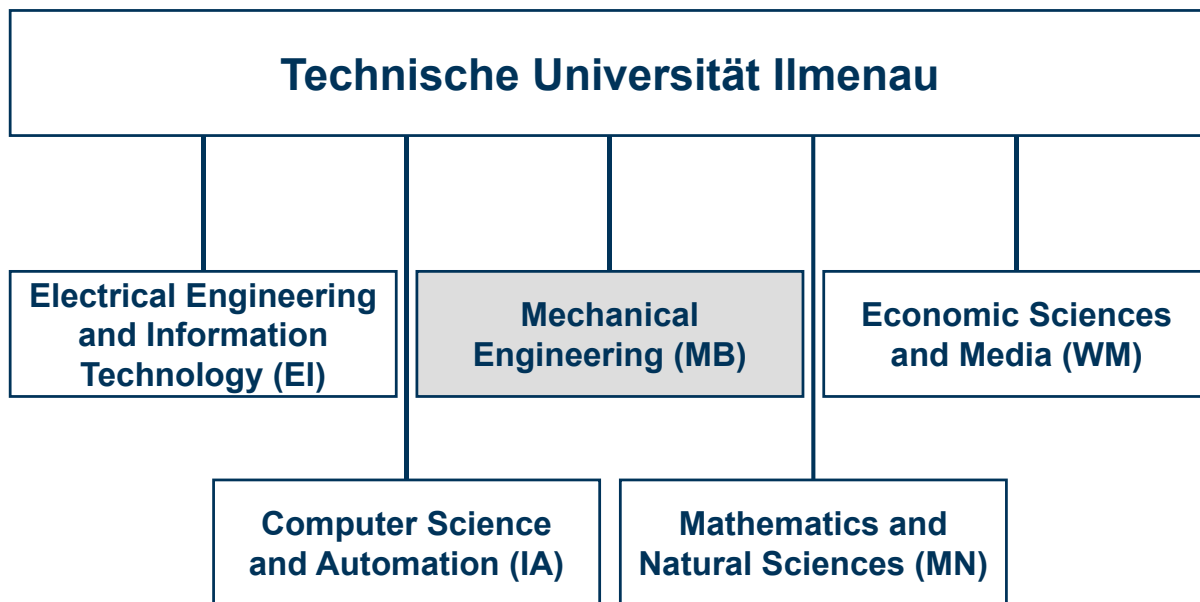 Technische Universität Ilmenau
Electrical Engineering
and Information
Technology (EI)
Mechanical
Engineering (MB)
Economic Sciences
and Media (WM)
Computer Science
and Automation (IA)
Mathematics and
Natural Sciences (MN)